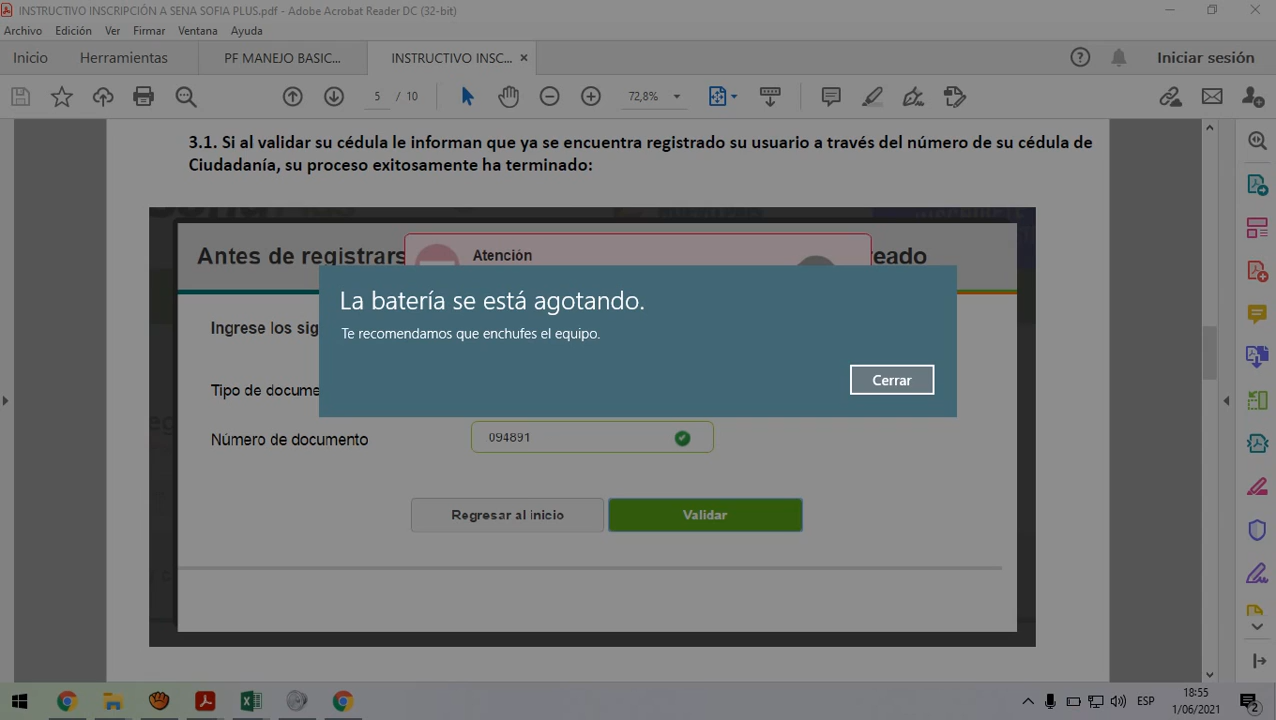 INSTRUCTIVO INSCRIPCIÓN A SENA SOFIA PLUS.pdf - Adobe Acrobat Reader DC (32-bit)
Archivo Edición Ver Firmar Ventana Ayuda
Inicio Herramientas PF MANEJO BASIC... INSTRUCTIVO INSC... × Iniciar sesión
5 / 10 72,8%
3.1. Si al validar su cédula le informan que ya se encuentra registrado su usuario a través del número de su cédula de
Ciudadanía, su proceso exitosamente ha terminado:
Antes de registrars
Atención
eado
La batería se está agotando.
Te recomendamos que enchufes el equipo.
Cerrar
Ingrese los sig
Tipo de docume
Número de documento 094891
Regresar al inicio Validar
ESP
18:55
1/06/2021
2